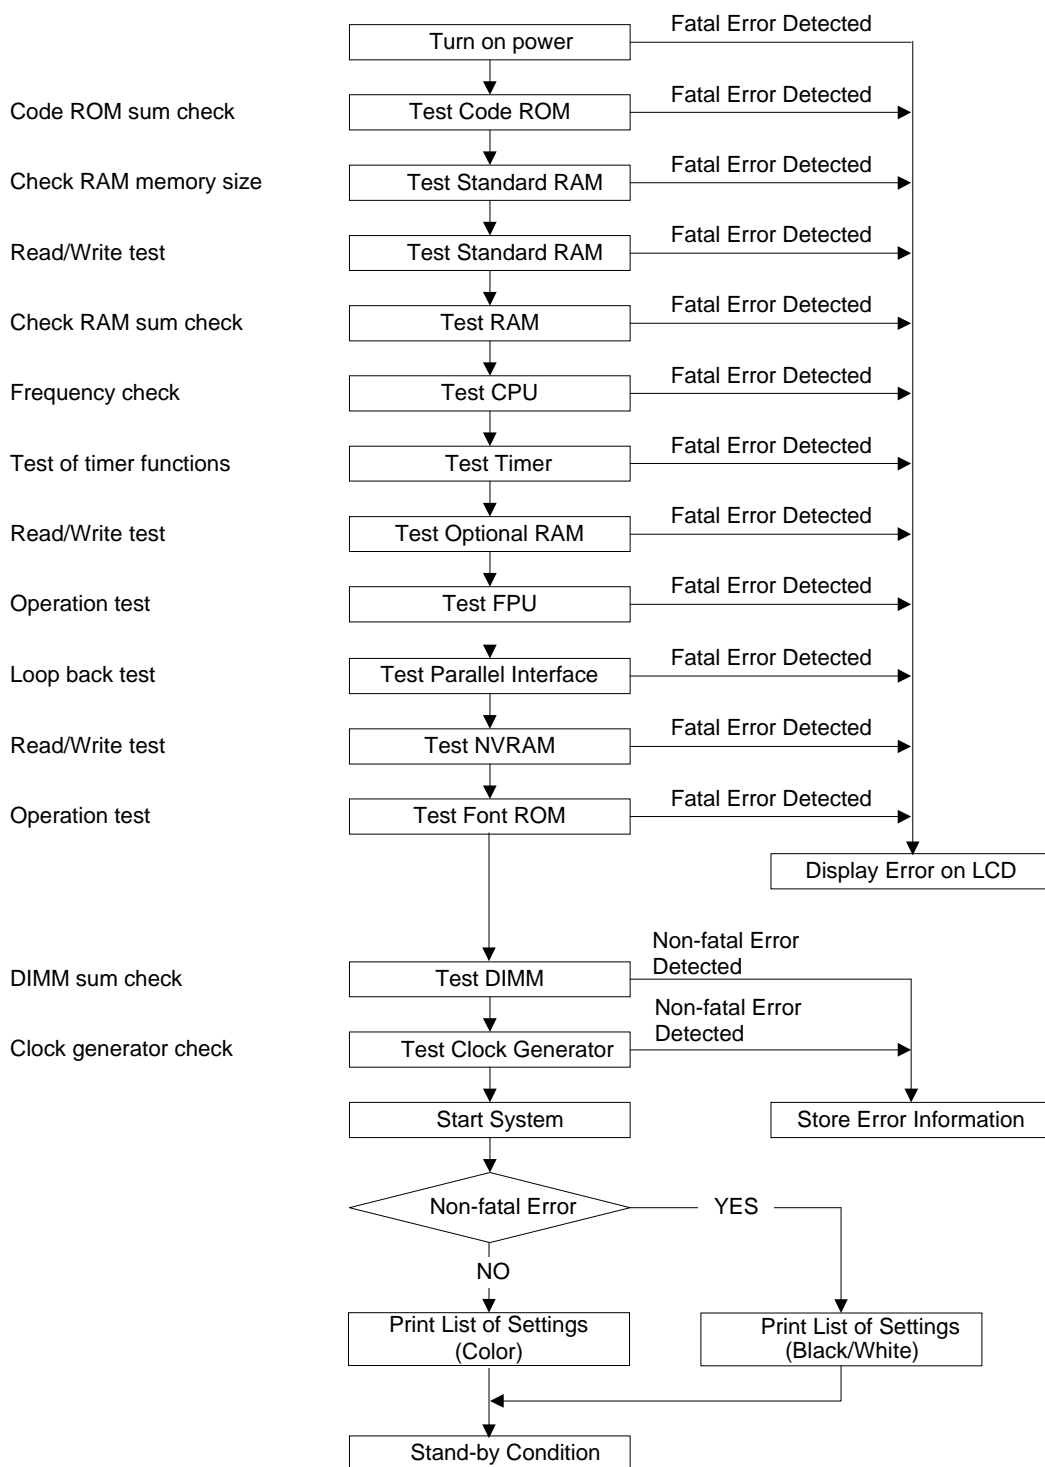 Fatal Error Detected
Turn on power
Code ROM sum check
Test Code ROM
Fatal Error Detected
Check RAM memory size
Test Standard RAM
Fatal Error Detected
Read/Write test
Test Standard RAM
Fatal Error Detected
Check RAM sum check
Test RAM
Fatal Error Detected
Frequency check
Test CPU
Fatal Error Detected
Test of timer functions
Test Timer
Fatal Error Detected
Read/Write test
Test Optional RAM
Fatal Error Detected
Operation test
Test FPU
Fatal Error Detected
Loop back test
Test Parallel Interface
Fatal Error Detected
Read/Write test
Test NVRAM
Fatal Error Detected
Operation test
Test Font ROM
Fatal Error Detected
Display Error on LCD
DIMM sum check
Test DIMM
Non-fatal Error
Detected
Clock generator check
Test Clock Generator
Non-fatal Error
Detected
Start System
Store Error Information
Non-fatal Error
YES
NO
Print List of Settings
(Color)
Print List of Settings
(Black/White)
Stand-by Condition